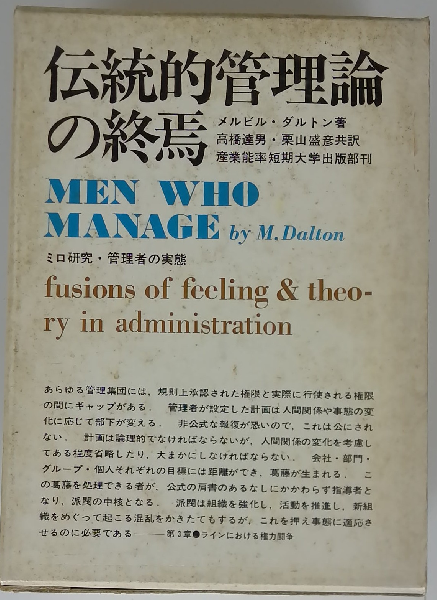 伝統的管理論
の終焉
メルビル・ダルトン著
高橋達男・栗山盛彦共訳
産業能率短期大学出版部刊
MEN WHO
MANAGE by M.Dalton
ミロ研究・管理者の実態
fusions of feeling & theo-
ry in administration
あらゆる管理集団には、規則上承認された権限と実際に行使される権限
の間にギャップがある。 管理者が設定した計画は人間関係や事態の変
化に応じて部下が変える。 非公式な報復が恐いので、これは公にされ
ない。 計画は論理的でなければならないが、人間関係の変化を考慮し
てある程度省略したり、大まかにしなければならない。 会社・部門・
グループ・個人それぞれの目標には距離ができ、葛藤が生まれる。 こ
の葛藤を処理できる者が、公式の肩書のあるなしにかかわらず指導者と
なり、派閥の中核となる。 派閥は組織を強化し、活動を推進し、新組
織をめぐって起こる混乱をかきたてもするが、これを押え事態に適応さ
せるのに必要である ——第3章●ラインにおける権力闘争